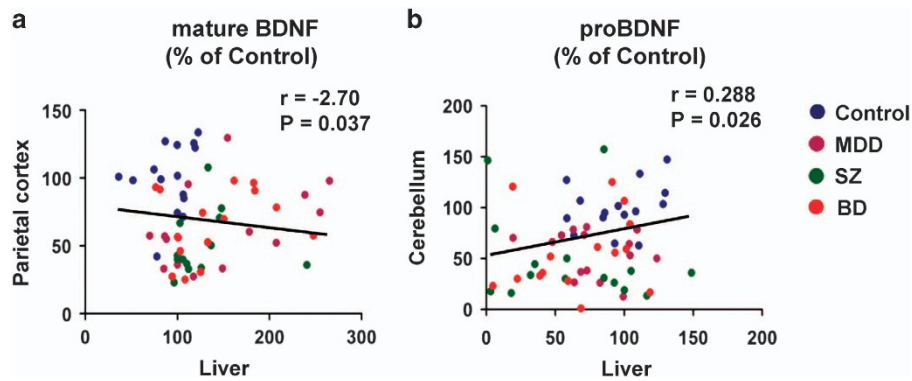 a
mature BDNF
(% of Control)
r = -2.70
P = 0.037
150
100
50
0
Parietal cortex
0
100
200
300
Liver
b
proBDNF
(% of Control)
r = 0.288
P = 0.026
200
150
100
50
0
Cerebellum
0
50
100
150
200
Liver
Control
MDD
SZ
BD